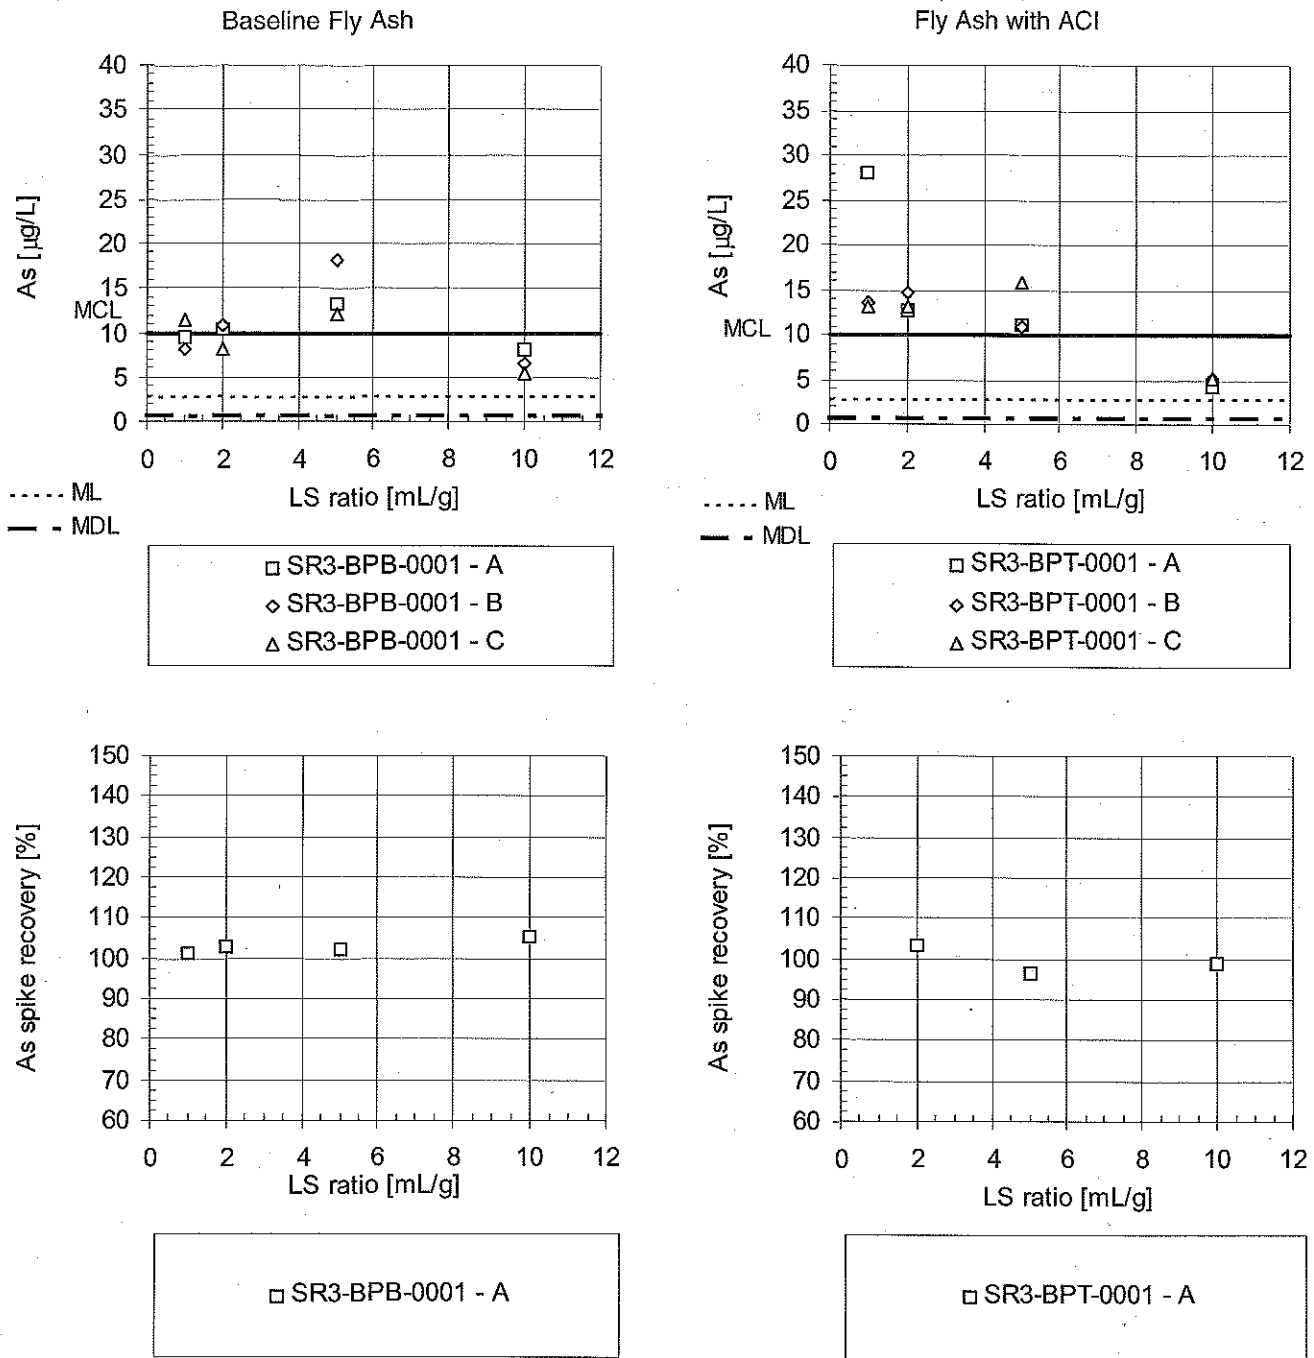 Baseline Fly Ash
40
35
30
25
20
15
10
5
0
As [µg/L]
MCL
0 2 4 6 8 10 12
LS ratio [mL/g]
ML
MDL
SR3-BPB-0001 - A
SR3-BPB-0001 - B
SR3-BPB-0001 - C
Fly Ash with ACI
40
35
30
25
20
15
10
5
0
As [µg/L]
MCL
0 2 4 6 8 10 12
LS ratio [mL/g]
ML
MDL
SR3-BPT-0001 - A
SR3-BPT-0001 - B
SR3-BPT-0001 - C
150
140
130
120
110
100
90
80
70
60
As spike recovery [%]
0 2 4 6 8 10 12
LS ratio [mL/g]
SR3-BPB-0001 - A
150
140
130
120
110
100
90
80
70
60
As spike recovery [%]
0 2 4 6 8 10 12
LS ratio [mL/g]
SR3-BPT-0001 - A